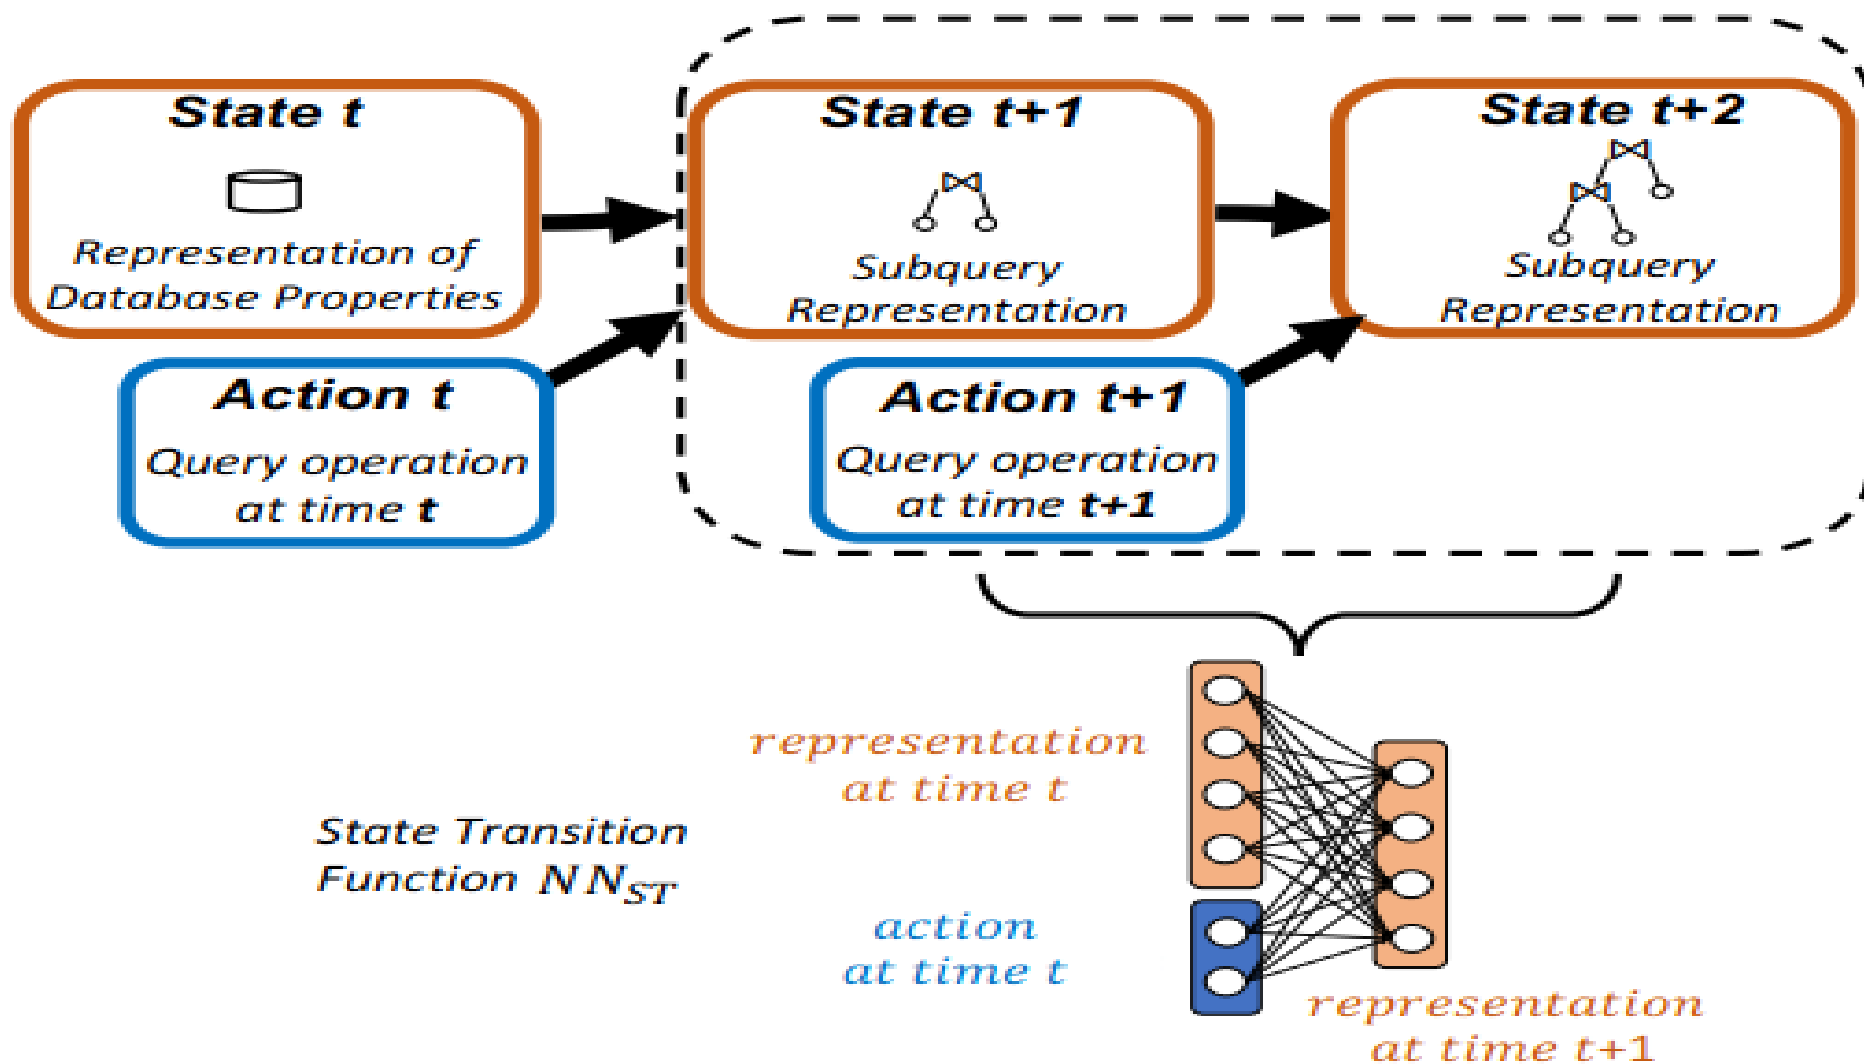 State t
Representation of
Database Properties
State t+1
Subquery
Representation
State t+2
Subquery
Representation
Action t
Query operation
at time t
Action t+1
Query operation
at time t+1
representation
at time t
State Transition
Function NN_ST
action
at time t
representation
at time t+1